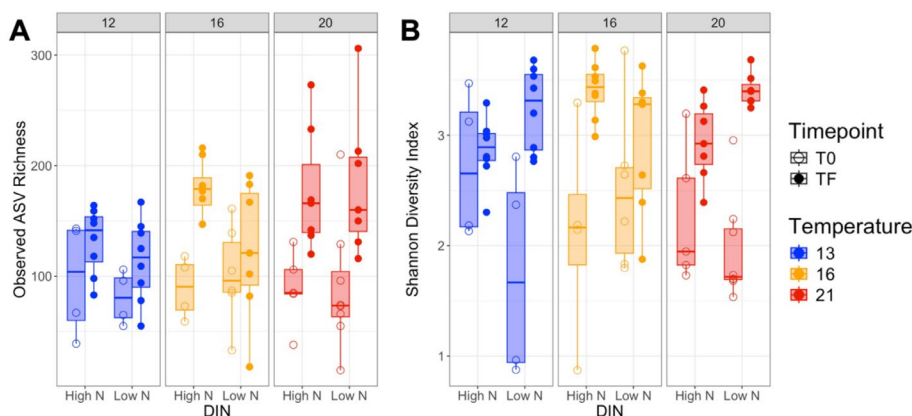 A
12
16
20
Observed ASV Richness
300
200
100
High N
Low N
High N
Low N
High N
Low N
DIN
B
12
16
20
Shannon Diversity Index
3
2
1
High N
Low N
High N
Low N
High N
Low N
DIN
Timepoint
T0
TF
Temperature
13
16
21